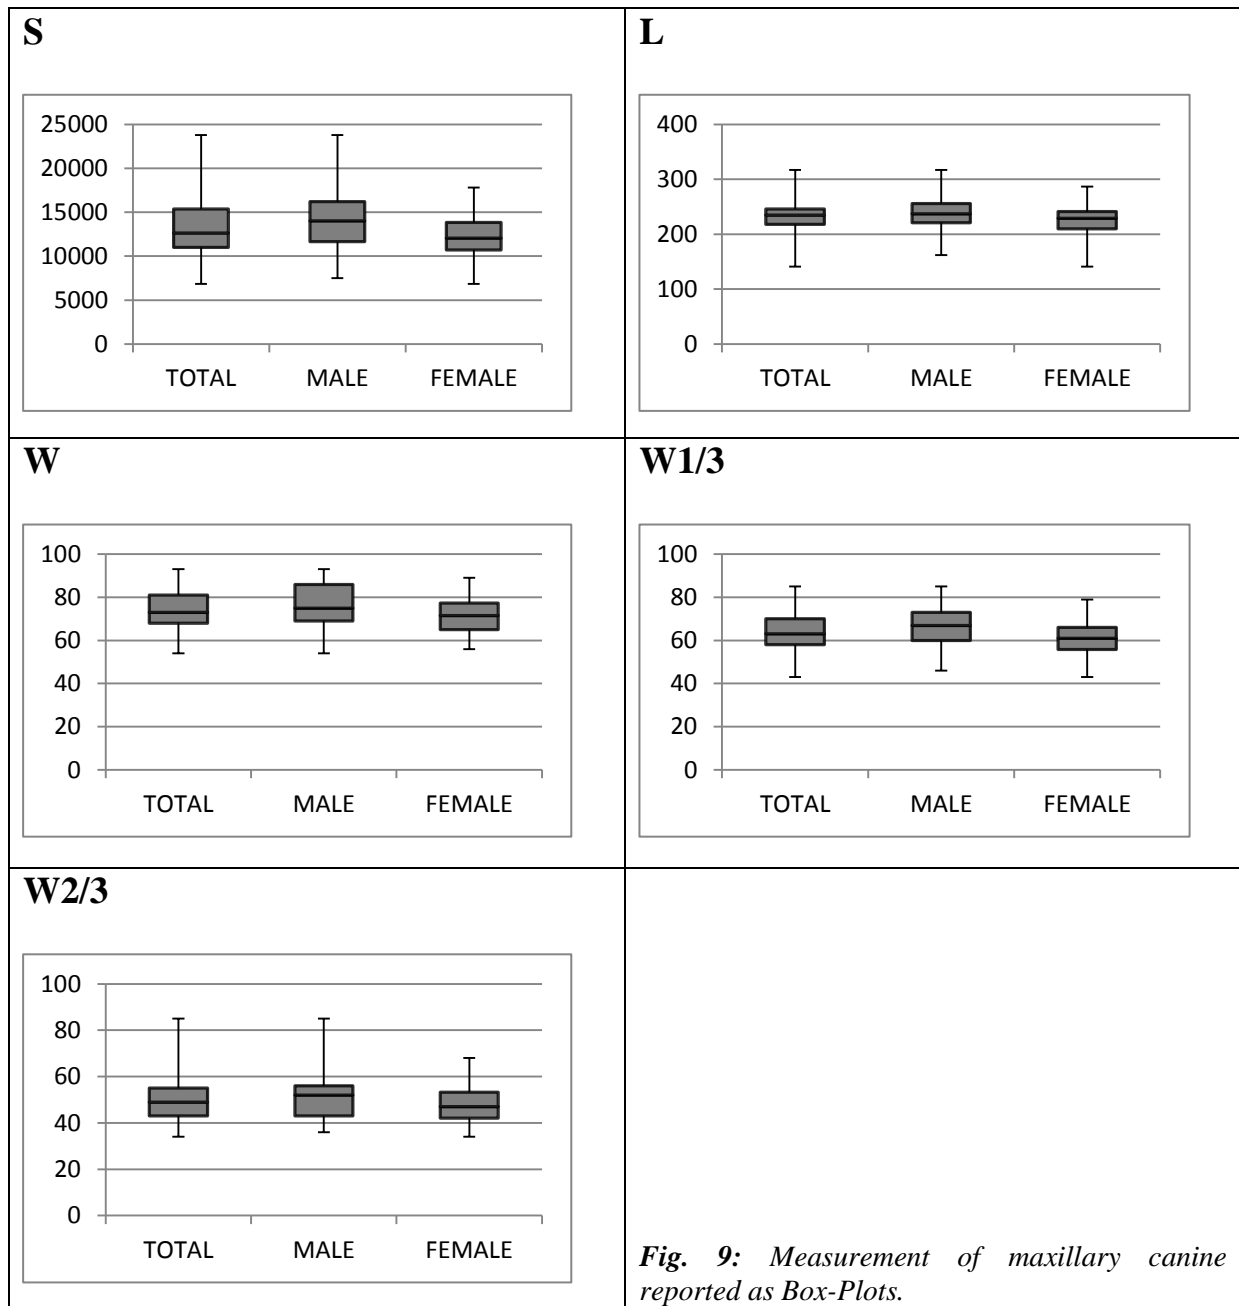 S
25000
20000
15000
10000
5000
0
TOTAL MALE FEMALE
L
400
300
200
100
0
TOTAL MALE FEMALE
W
100
80
60
40
20
0
TOTAL MALE FEMALE
W1/3
100
80
60
40
20
0
TOTAL MALE FEMALE
W2/3
100
80
60
40
20
0
TOTAL MALE FEMALE
Fig. 9: Measurement of maxillary canine
reported as Box-Plots.